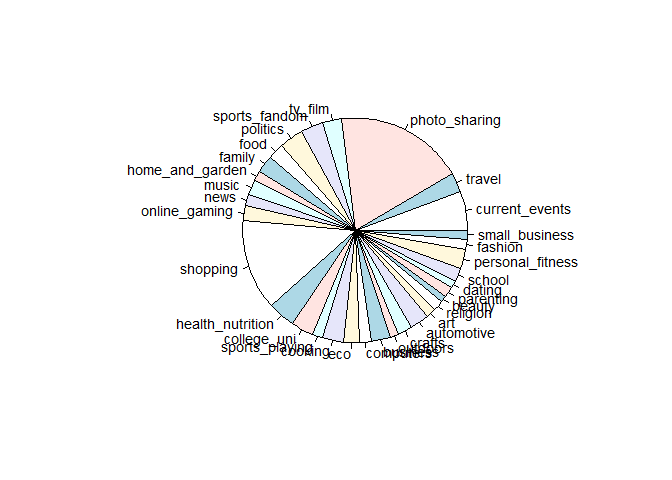 tv_film
sports_fandom
photo_sharing
politics
food
family
home_and_garden
travel
music
news
current_events
online_gaming
small_business
fashion
personal_fitness
shopping
school
dating
parenting
beauty
religion
health_nutrition
art
automotive
college_uni
crafts
sports_playing
outdoors
cooking
business
eco
computers